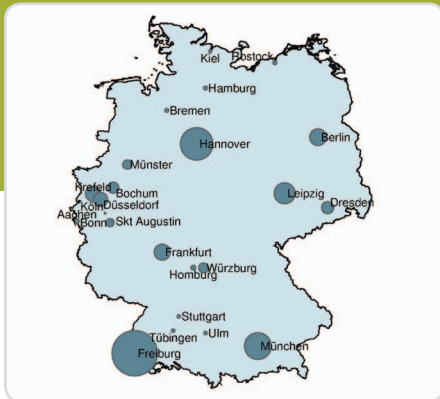 Kiel
Rostock
Hamburg
Bremen
Hannover
Berlin
Münster
Krefeld
Bochum
Leipzig
Düsseldorf
Dresden
Köln
Aachen
Bonn
Skt Augustin
Frankfurt
Homburg
Würzburg
Stuttgart
Tübingen
Ulm
Freiburg
München